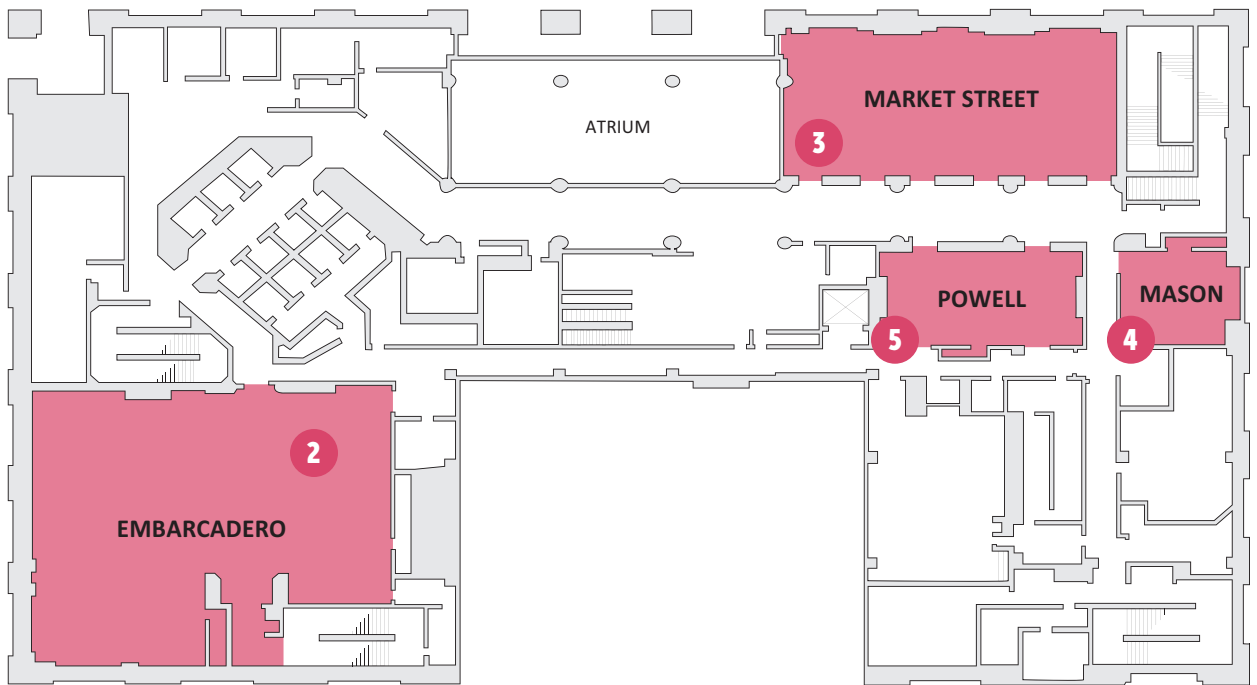 MARKET STREET
ATRIUM
3
POWELL
MASON
5
4
2
EMBARCADERO